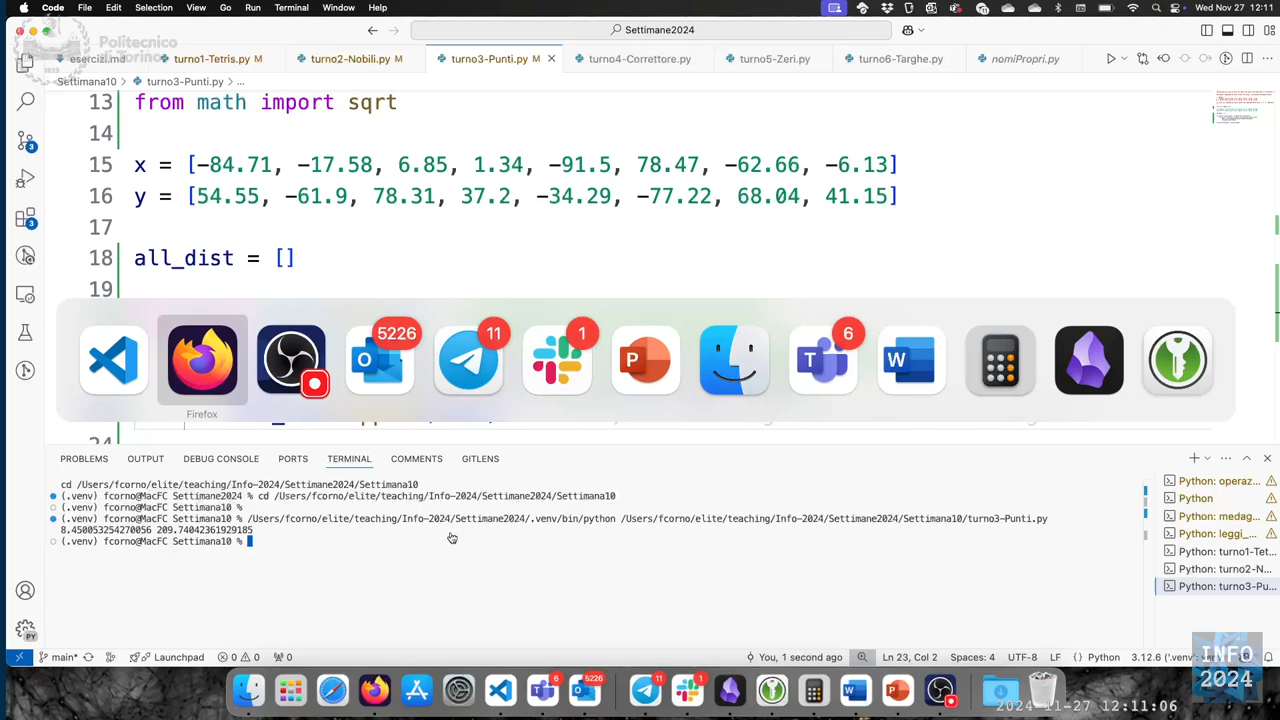 Code File Edit Selection View Go Run Terminal Window Help
Wed Nov 27 12:11
Politecnico
di Torino
Settimane2024
esercizi.md
turno1-Tetris.py M
turno2-Nobili.py M
turno3-Punti.py M
turno4-Correttore.py
turno5-Zeri.py
turno6-Targhe.py
nomiPropri.py
Settimana10 > turno3-Punti.py > ...
13 from math import sqrt
14
15 x = [-84.71, -17.58, 6.85, 1.34, -91.5, 78.47, -62.66, -6.13]
16 y = [54.55, -61.9, 78.31, 37.2, -34.29, -77.22, 68.04, 41.15]
17
18 all_dist = []
19
5226
11
1
6
Firefox
24
PROBLEMS OUTPUT DEBUG CONSOLE PORTS TERMINAL COMMENTS GITLENS
cd /Users/fcorno/elite/teaching/Info-2024/Settimane2024/Settimana10
(.venv) fcorno@MacFC Settimane2024 % cd /Users/fcorno/elite/teaching/Info-2024/Settimane2024/Settimana10
(.venv) fcorno@MacFC Settimana10 %
(.venv) fcorno@MacFC Settimana10 % /Users/fcorno/elite/teaching/Info-2024/Settimane2024/.venv/bin/python /Users/fcorno/elite/teaching/Info-2024/Settimane2024/Settimana10/turno3-Punti.py
8.450053254270056 209.74042361929185
(.venv) fcorno@MacFC Settimana10 %
Python: operaz...
Python
Python: medag...
Python: leggi_...
Python: turno1-Tet...
Python: turno2-N...
Python: turno3-Pu...
main* Launchpad 0 0 0
You, 1 second ago Ln 23, Col 2 Spaces: 4 UTF-8 LF Python 3.12.6 ('.venv':
INFO
2024
2024-11-27 12:11:06